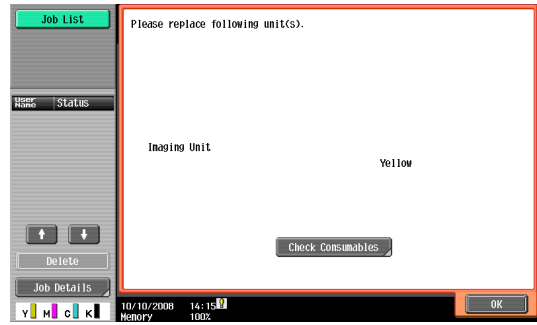 Job List
Please replace following unit(s).
User Name Status
Imaging Unit
Yellow
Check Consumables
Delete
Job Details
OK
Y M C K
10/10/2008 14:15
Memory 100%